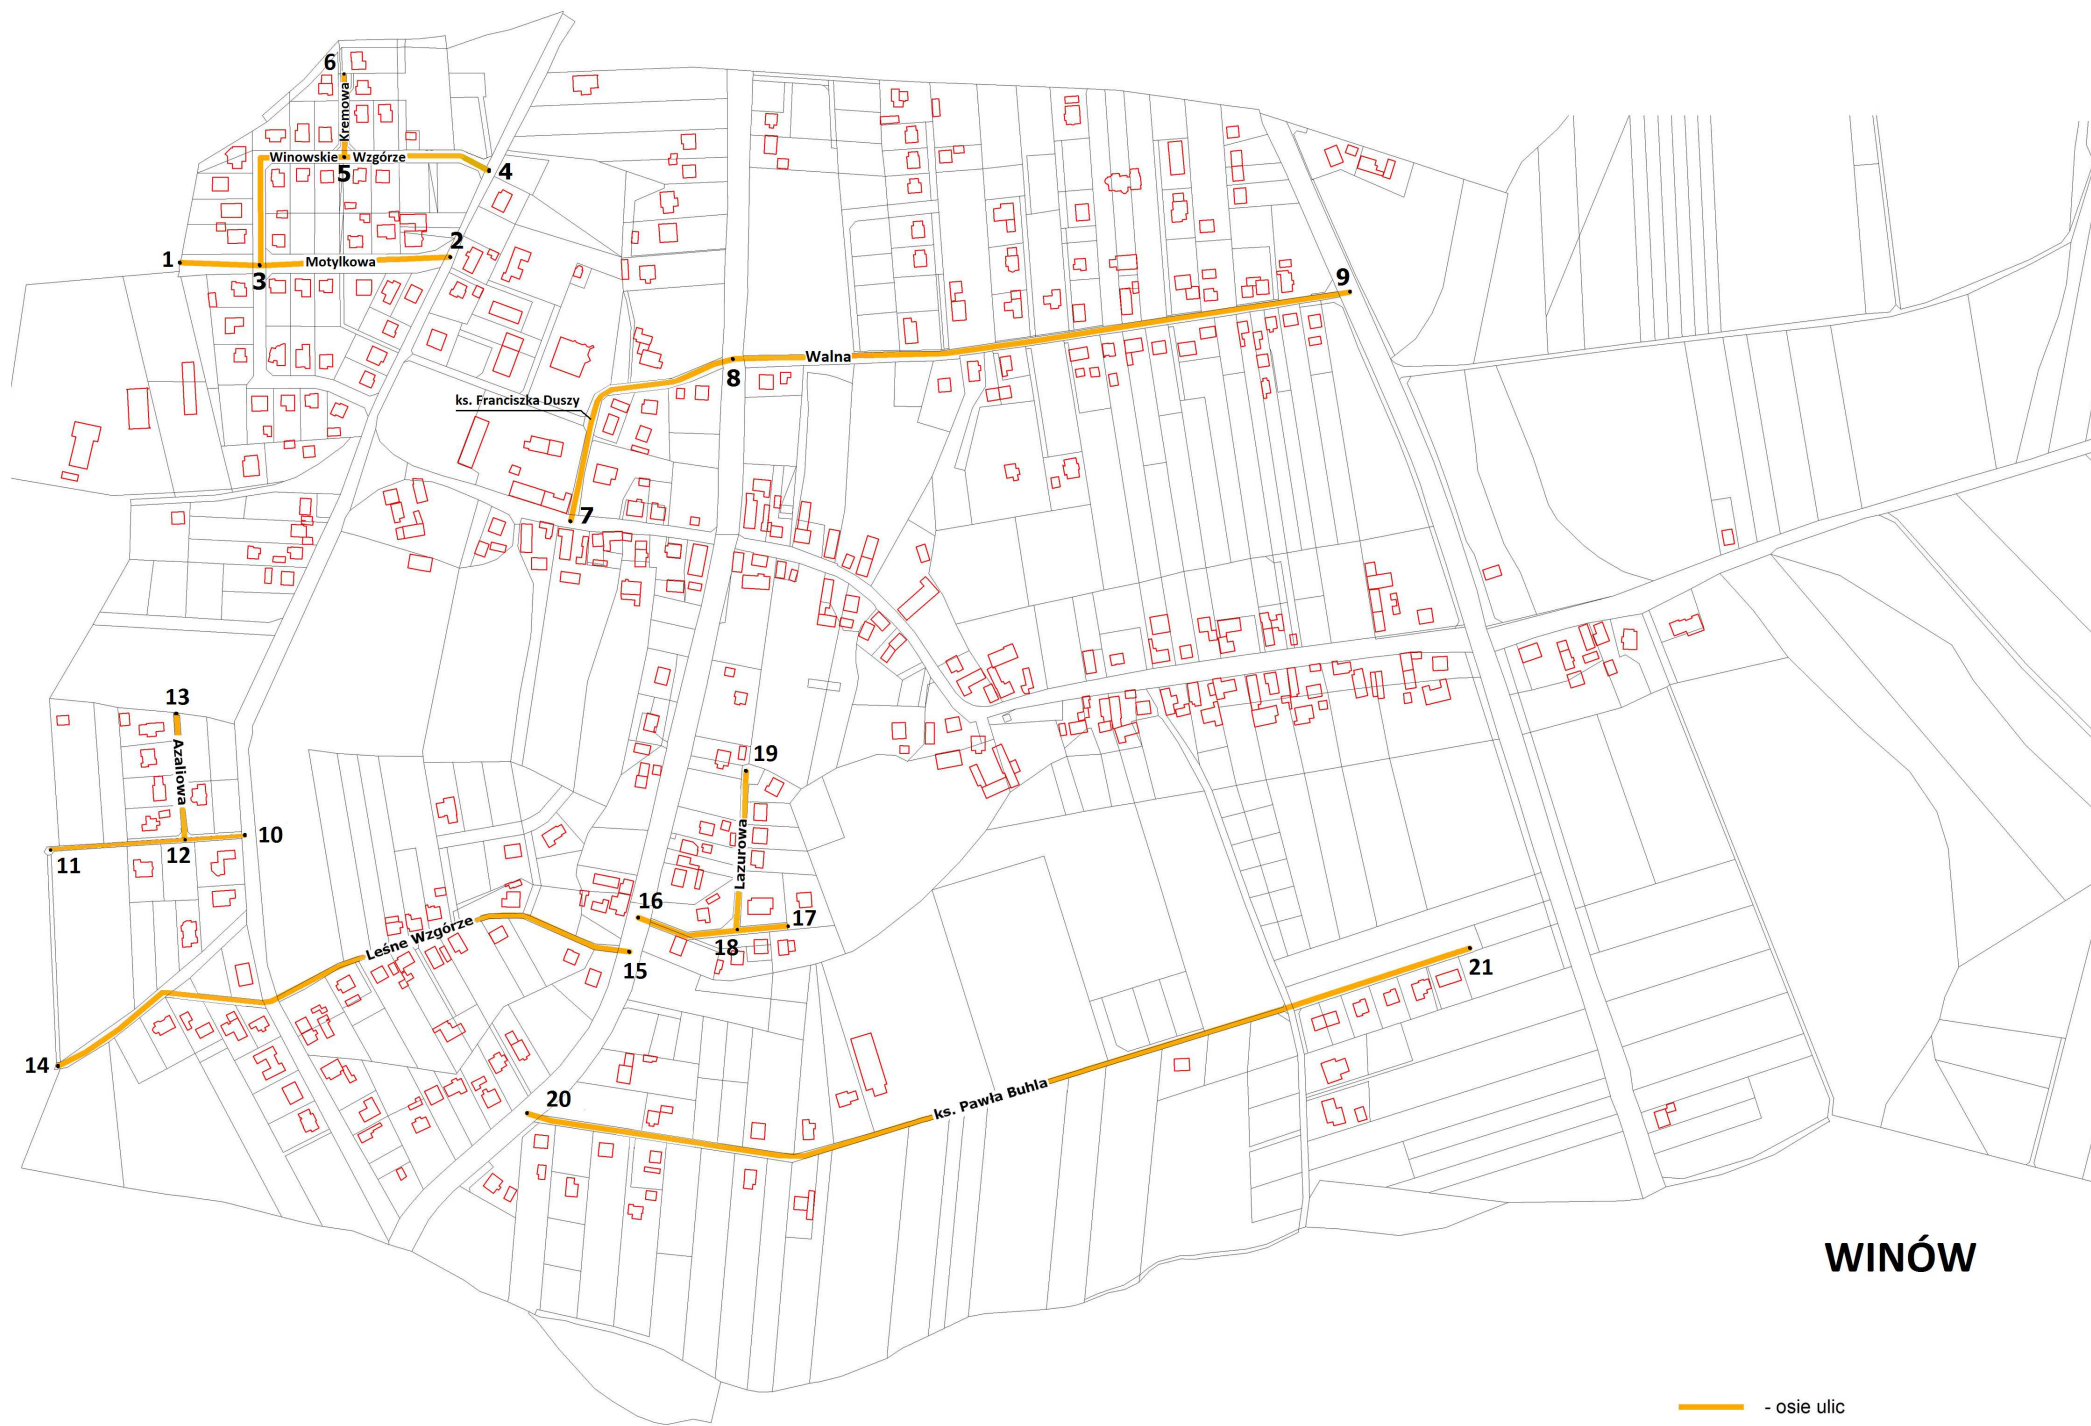 6
Kremowa
Winowskie Wzgórze
5
4
2
1
Motylkowa
3
9
Walna
8
ks. Franciszka Duszy
7
13
Azaliowa
19
10
12
11
Lazurowa
16
17
Leśne Wzgórze
18
15
21
14
20
ks. Pawła Buhla
WINÓW
- osie ulic